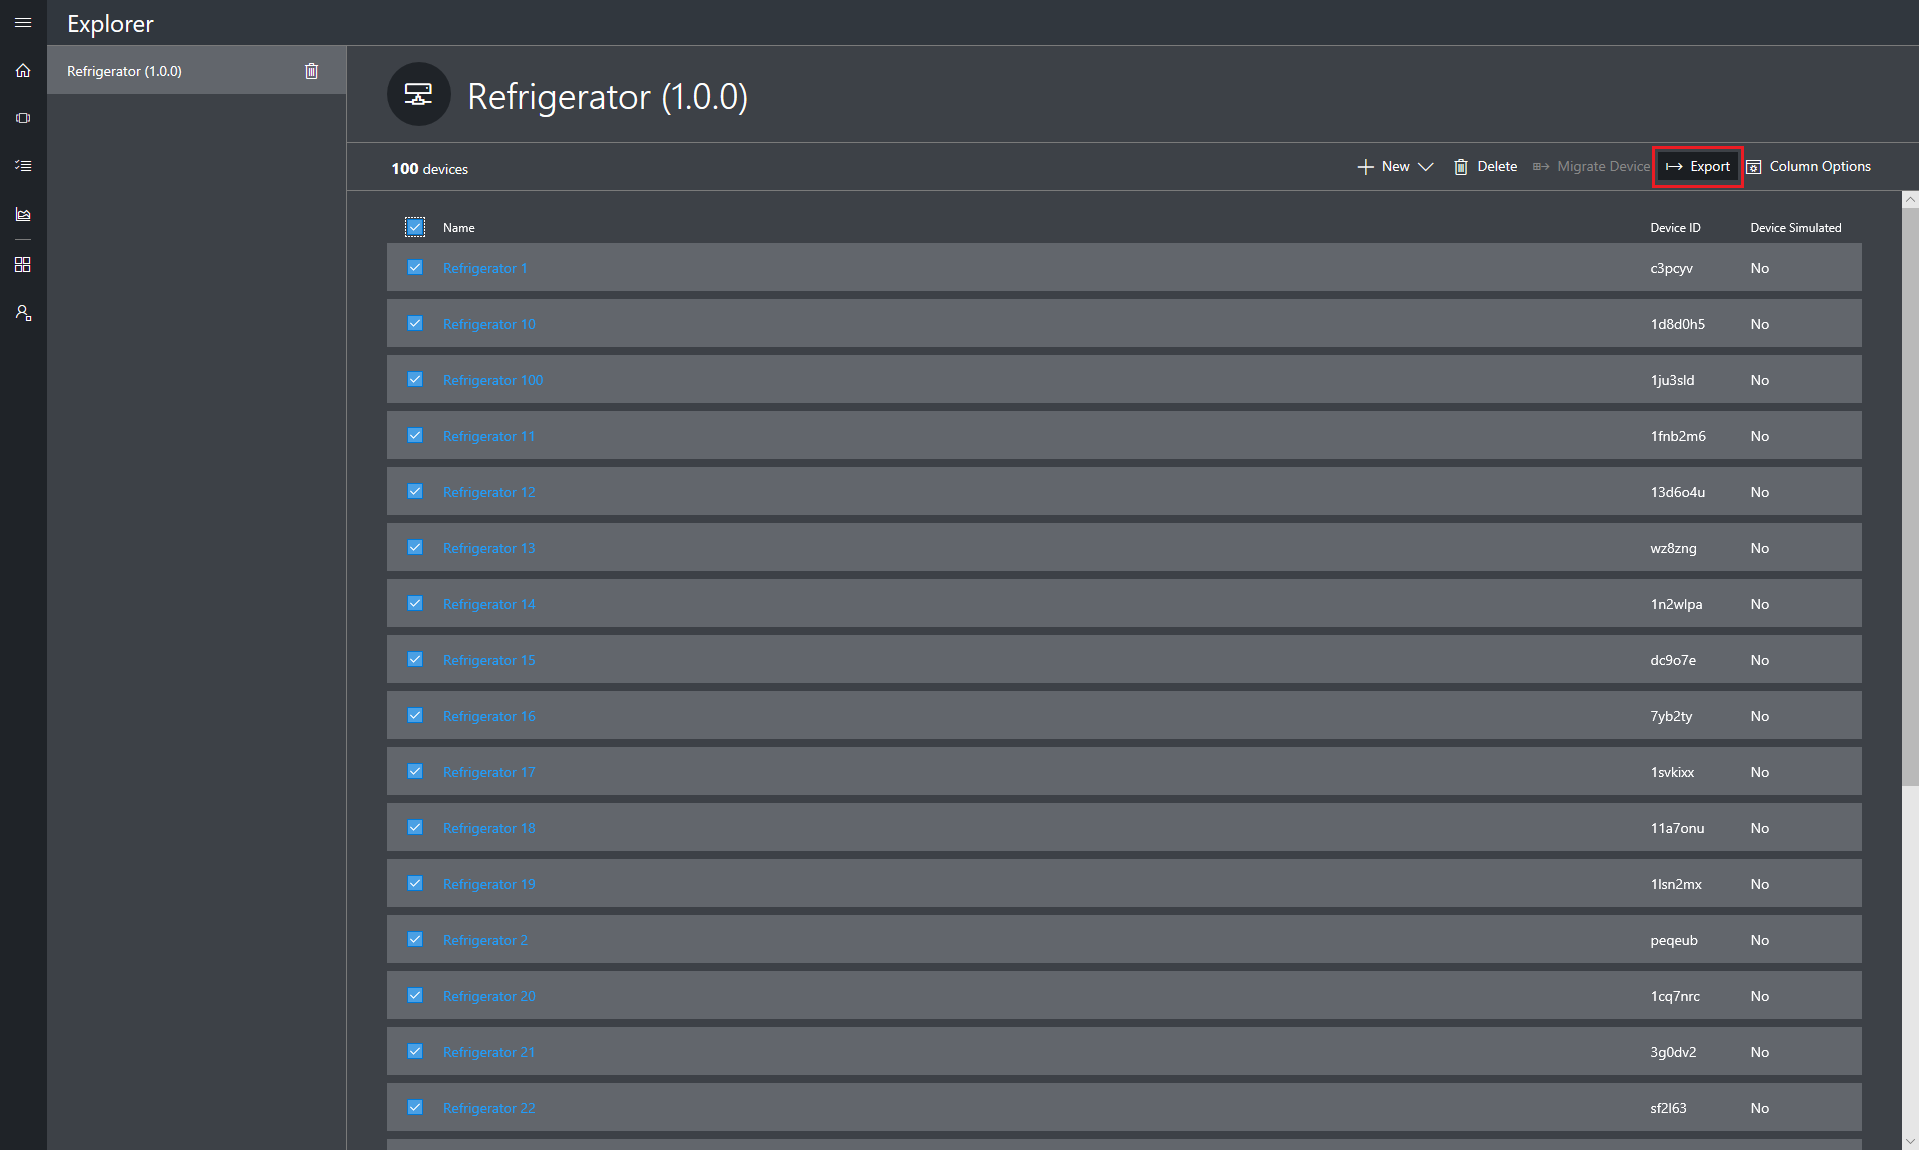 Explorer
Refrigerator (1.0.0)
Refrigerator (1.0.0)
100 devices
New Delete Migrate Device Export Column Options
Name Device ID Device Simulated
Refrigerator 1 c3pcyv No
Refrigerator 10 1d8d0h5 No
Refrigerator 100 1ju3sld No
Refrigerator 11 1fnb2m6 No
Refrigerator 12 13d6o4u No
Refrigerator 13 wz8zng No
Refrigerator 14 1n2wlpa No
Refrigerator 15 dc9o7e No
Refrigerator 16 7yb2ty No
Refrigerator 17 1svkixx No
Refrigerator 18 11a7onu No
Refrigerator 19 1lsn2mx No
Refrigerator 2 peqeub No
Refrigerator 20 1cq7nrc No
Refrigerator 21 3g0dv2 No
Refrigerator 22 sf2l63 No